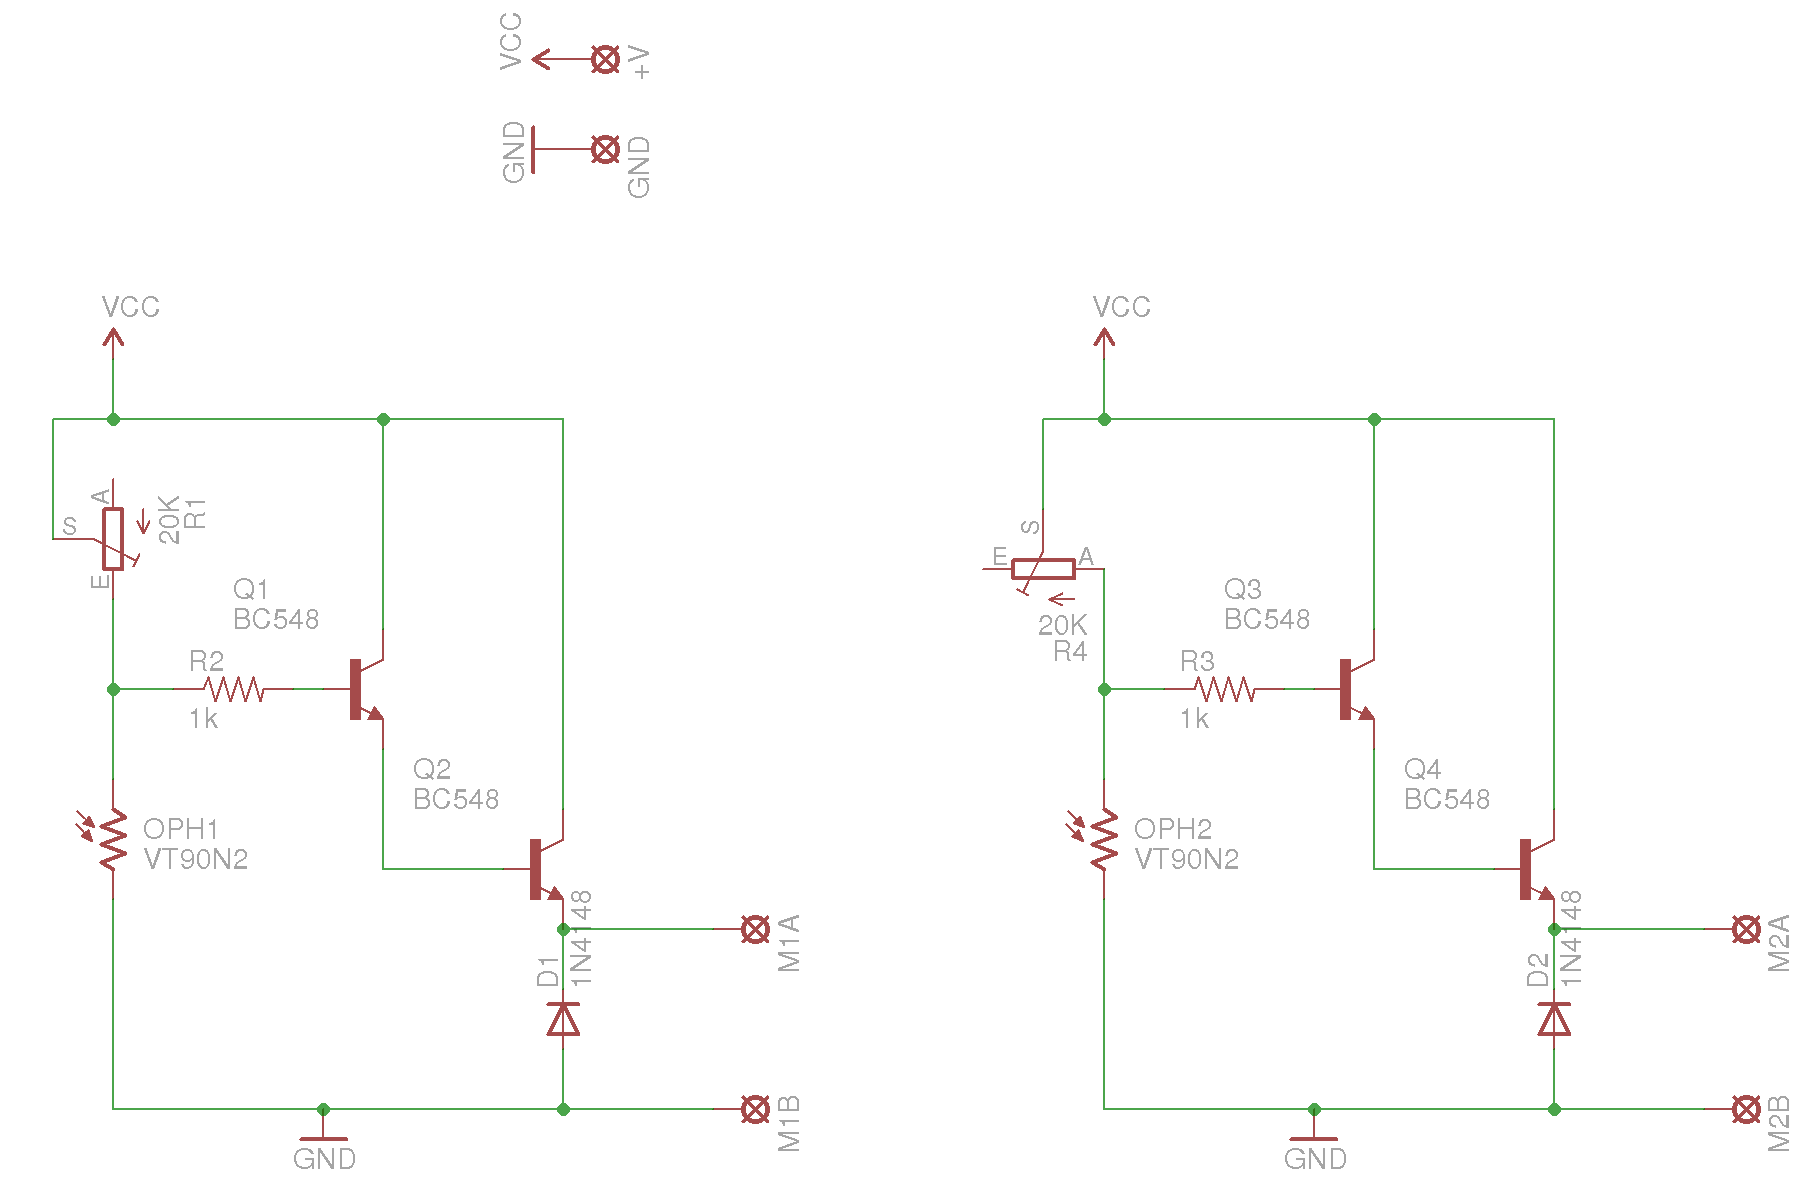 VCC
+V
GND
GND
VCC
A
S
E
20K
R1
Q1
BC548
R2
1k
Q2
BC548
OPH1
VT90N2
D1
1N4148
M1A
M1B
GND
VCC
S
E
A
20K
R4
Q3
BC548
R3
1k
Q4
BC548
OPH2
VT90N2
D2
1N4148
M2A
M2B
GND